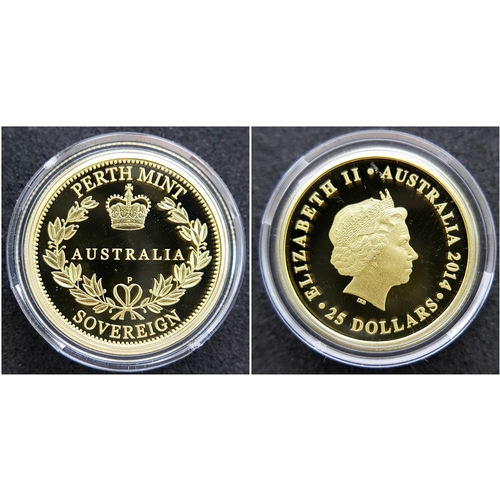 PERTH MINT
AUSTRALIA
P
SOVEREIGN
ELIZABETH II • AUSTRALIA 2014
• 25 DOLLARS •